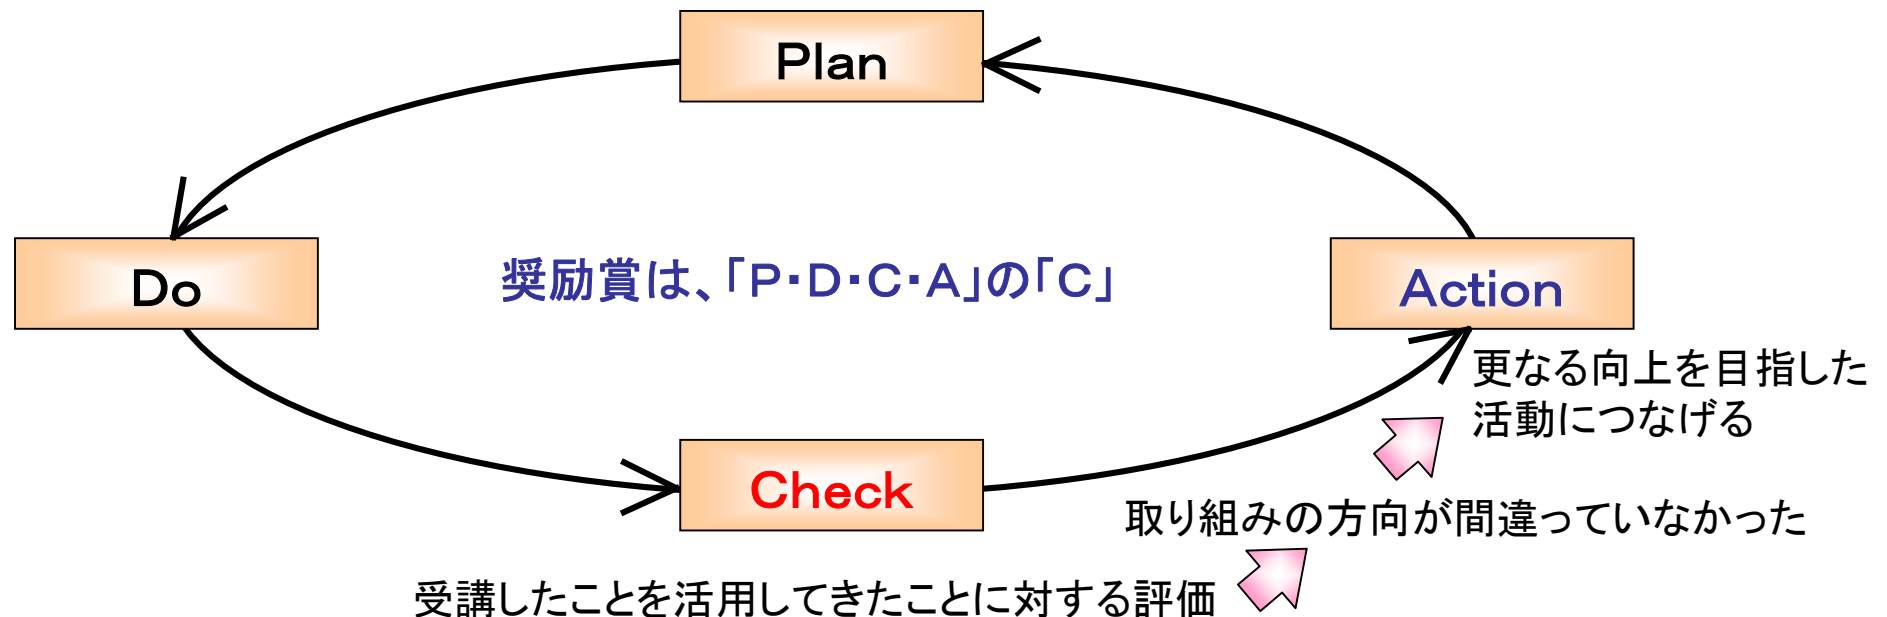 Plan
Do
奨励賞は、「P・D・C・A」の「C」
Action
更なる向上を目指した
活動につなげる
Check
取り組みの方向が間違っていなかった
受講したことを活用してきたことに対する評価